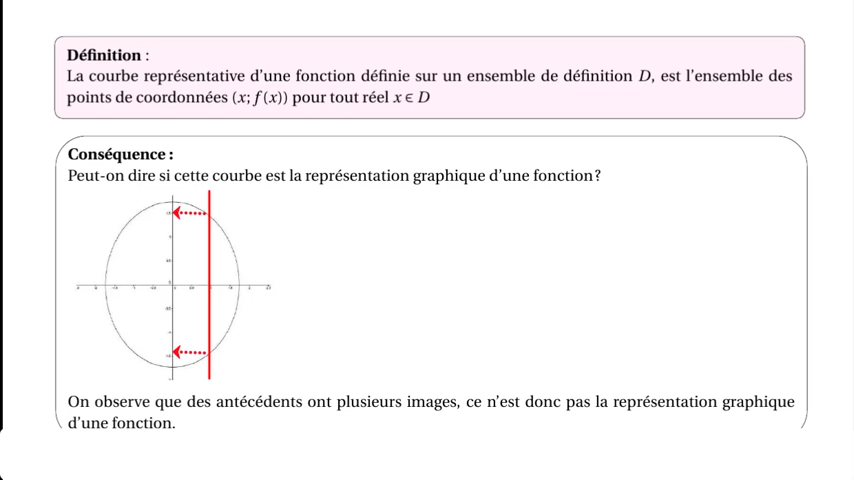 Définition :
La courbe représentative d'une fonction définie sur un ensemble de définition D, est l'ensemble des
points de coordonnées (x; f(x)) pour tout réel x ∈ D
Conséquence :
Peut-on dire si cette courbe est la représentation graphique d'une fonction?
On observe que des antécédents ont plusieurs images, ce n'est donc pas la représentation graphique
d'une fonction.